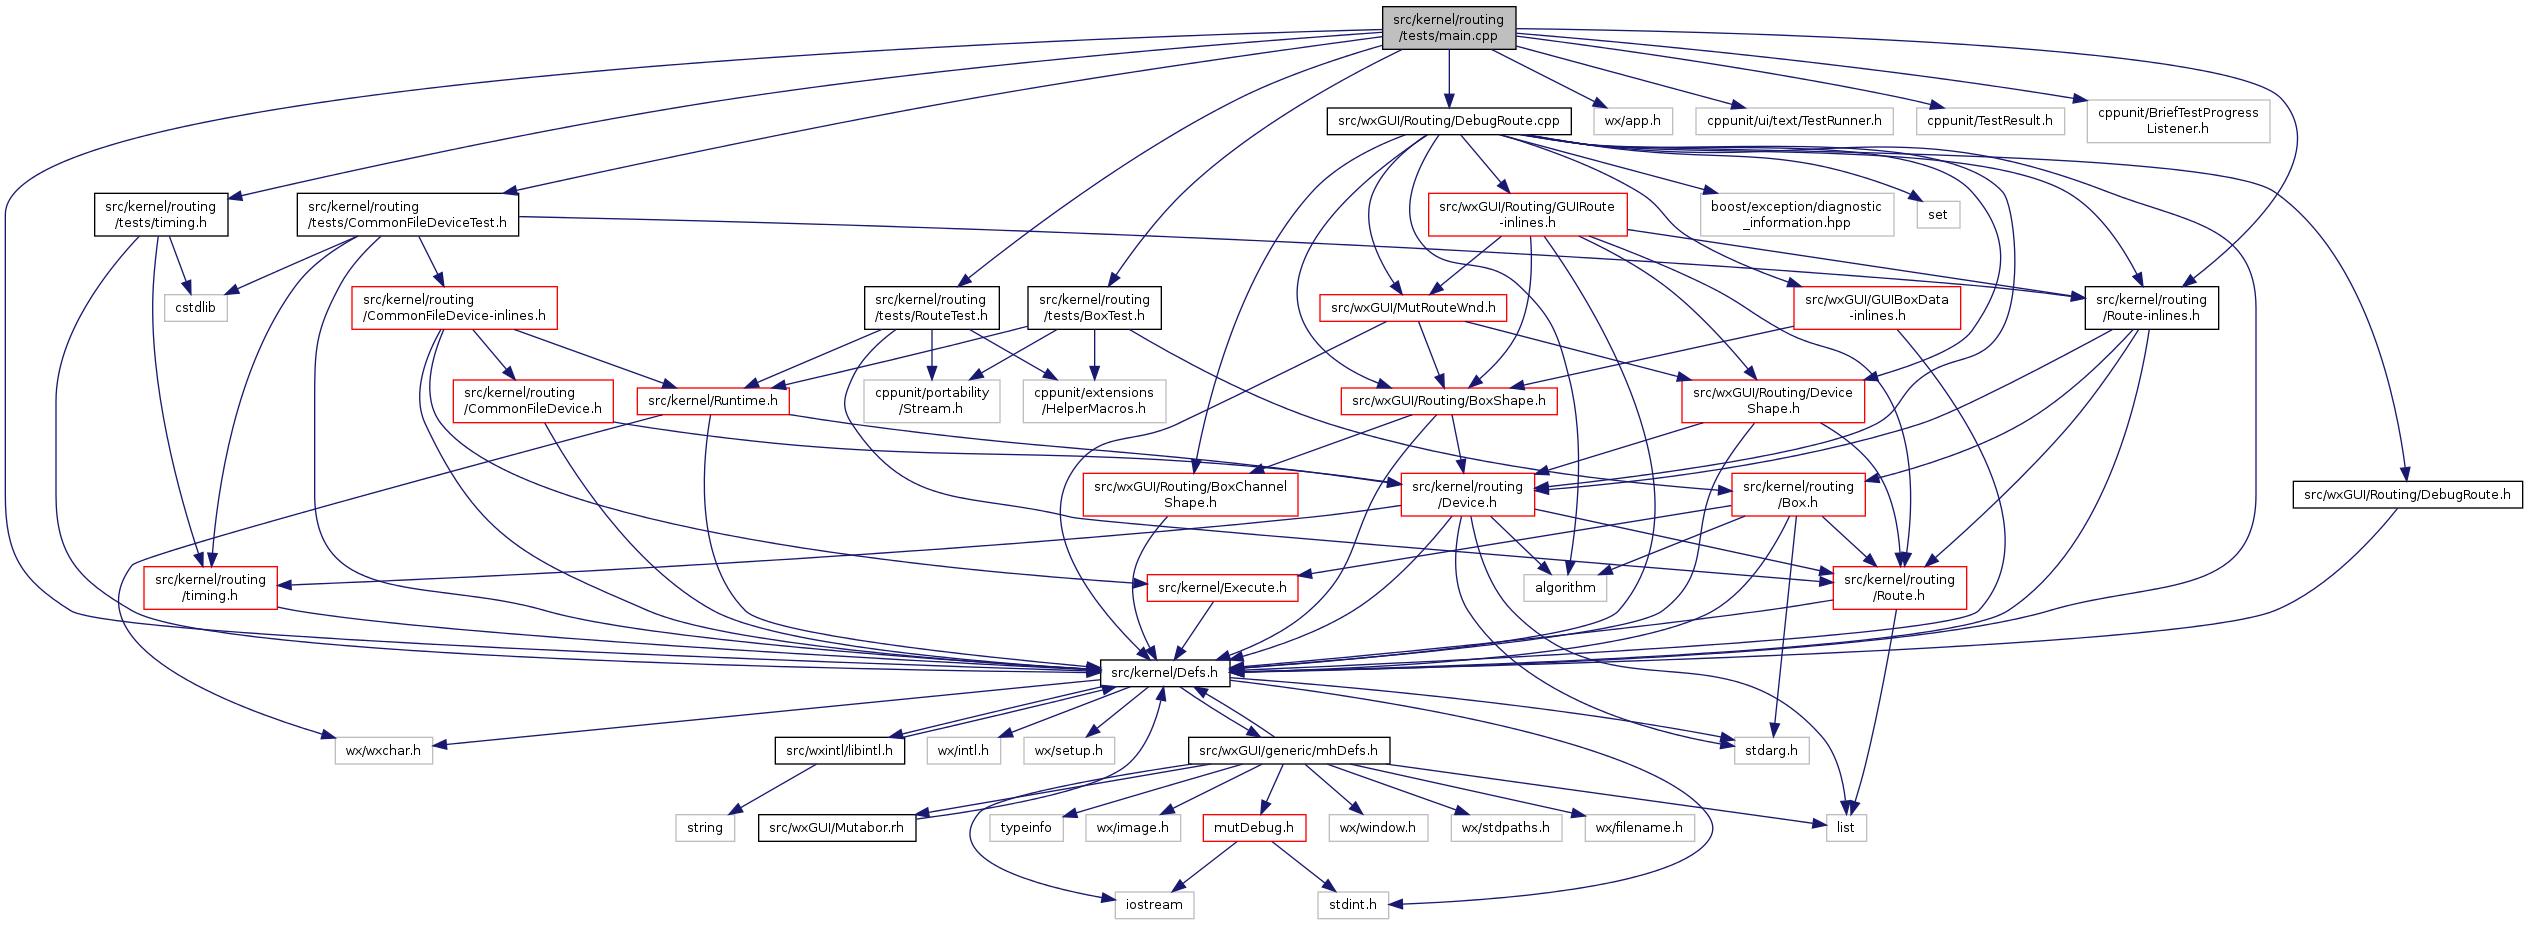 src/kernel/routing
/tests/main.cpp
src/wxGUI/Routing/DebugRoute.cpp
wx/app.h
cppunit/ui/text/TestRunner.h
cppunit/TestResult.h
cppunit/BriefTestProgress
Listener.h
src/kernel/routing
/tests/timing.h
src/kernel/routing
/tests/CommonFileDeviceTest.h
src/wxGUI/Routing/GUIRoute
-inlines.h
boost/exception/diagnostic
_information.hpp
set
cstdlib
src/kernel/routing
/CommonFileDevice-inlines.h
src/kernel/routing
/tests/RouteTest.h
src/kernel/routing
/tests/BoxTest.h
src/wxGUI/MutRouteWnd.h
src/wxGUI/GUIBoxData
-inlines.h
src/kernel/routing
/Route-inlines.h
src/kernel/routing
/CommonFileDevice.h
src/kernel/Runtime.h
cppunit/portability
/Stream.h
cppunit/extensions
/HelperMacros.h
src/wxGUI/Routing/BoxShape.h
src/wxGUI/Routing/Device
Shape.h
src/wxGUI/Routing/BoxChannel
Shape.h
src/kernel/routing
/Device.h
src/kernel/routing
/Box.h
src/wxGUI/Routing/DebugRoute.h
src/kernel/routing
/timing.h
src/kernel/Execute.h
algorithm
src/kernel/routing
/Route.h
src/kernel/Defs.h
wx/wxchar.h
src/wxintl/libintl.h
wx/intl.h
wx/setup.h
src/wxGUI/generic/mhDefs.h
stdarg.h
string
src/wxGUI/Mutabor.rh
typeinfo
wx/image.h
mutDebug.h
wx/window.h
wx/stdpaths.h
wx/filename.h
list
iostream
stdint.h